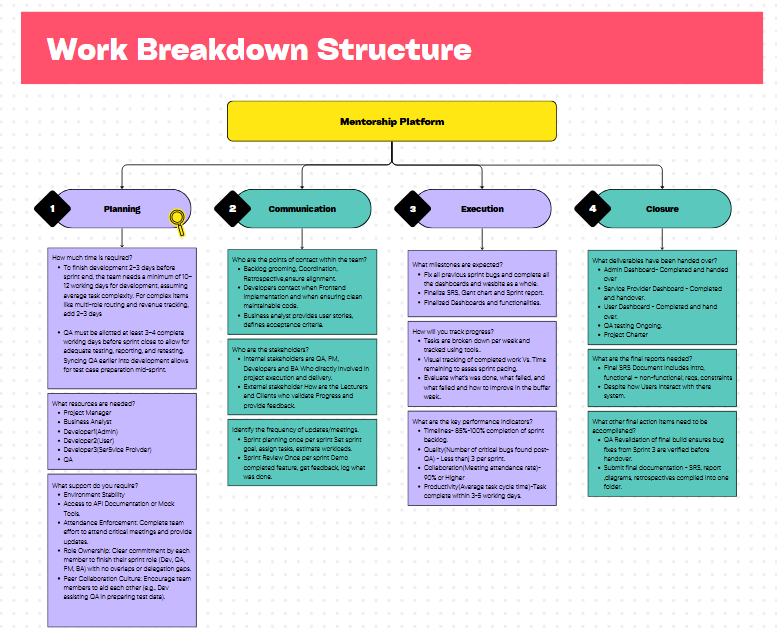 Work Breakdown Structure
Mentorship Platform
1
Planning
How much time is required?
• To finish development 2-3 days before
sprint end, the team needs a minimum of 10-
12 working days for development, assuming
average task complexity. For complex items
like multi-role routing and revenue tracking,
add 2-3 days
• QA must be allotted at least 3-4 complete
working days before sprint close to allow for
adequate testing, reporting, and retesting.
Syncing QA earlier into development allows
for test case preparation mid-sprint.
What resources are needed?
• Project Manager
• Business Analyst
• Developer1(Admin)
• Developer2(User)
• Developer3(SerSvice Proivder)
• QA
What support do you require?
• Environment Stability
• Access to API Documentation or Mock
Tools.
• Attendance Enforcement: Complete team
effort to attend critical meetings and provide
updates.
• Role Ownership: Clear commitment by each
member to finish their sprint role (Dev, QA,
PM, BA) with no overlaps or delegation gaps.
• Peer Collaboration Culture: Encourage team
members to aid each other (e.g., Dev
assisting QA in preparing test data).
2
Communication
Who are the points of contact within the team?
• Backlog grooming, Coordination,
Retrospective,ensure alignment.
• Developers contact when Frontend
implementation and when ensuring clean
maintainable code.
• Business analyst provides user stories,
defines acceptance criteria.
Who are the stakeholders?
• Internal stakeholders are QA, PM,
Developers and BA Who directly involved in
project execution and delivery.
• External stakeholder How are the Lecturers
and Clients who validate Progress and
provide feedback.
Identify the frequency of updates/meetings.
• Sprint planning once per sprint Set sprint
goal, assign tasks, estimate workloads.
• Sprint Review Once per sprint Demo
completed feature, get feedback, log what
was done.
3
Execution
What milestones are expected?
• Fix all previous sprint bugs and complete all
the dashboards and wesbite as a whole.
• Finalize SRS, Gant chart and Sprint report.
• Finalized Dashboards and functionalities.
How will you track progress?
• Tasks are broken down per week and
tracked using tools.
• Visual tracking of completed work Vs. Time
remaining to asses sprint pacing.
• Evaluate what's was done, what failed, and
what failed and how to improve in the buffer
week.
What are the key performance indicators?
• Timelines- 85%-100% completion of sprint
backlog.
• Quality(Number of critical bugs found post-
QA) - Less than) 3 per sprint.
• Collaboration(Meeting attendance rate)-
90% or Higher
• Productivity(Average task cycle time)-Task
complete within 3-5 working days.
4
Closure
What deliverables have been handed over?
• Admin Dashboard- Completed and handed
over
• Service Provider Dashboard - Completed
and handover.
• User Dashboard - Completed and hand
over.
• QA testing Ongoing.
• Project Charter
What are the final reports needed?
• Final SRS Document includes intro,
functional + non-functional, reqs, constraints
• Despite how Users interact with there
system.
What other final action items need to be
accomplished?
• QA Revalidation of final build ensures bug
fixes from Sprint 3 are verified before
handover.
• Submit final documentation - SRS, report
,diagrams, retrospectives compiled into one
folder.